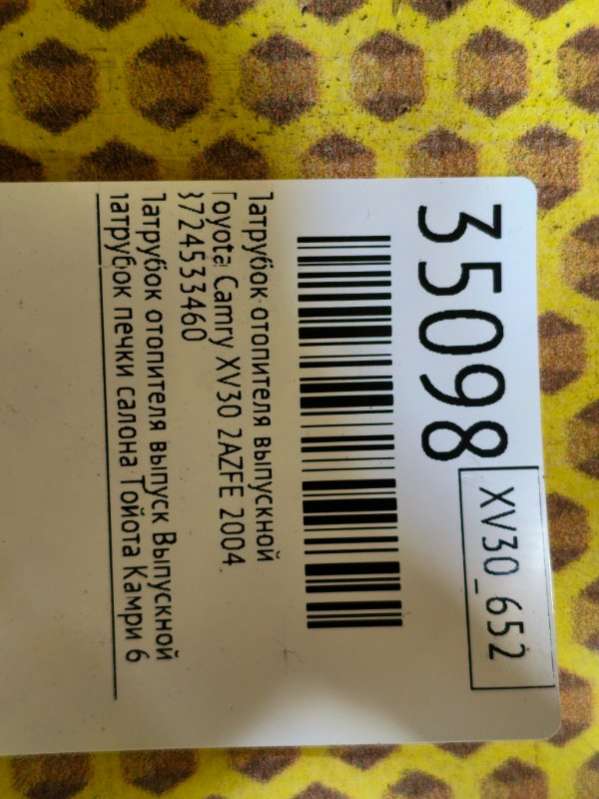 35098
XV30_652
Патрубок отопителя выпускной
Toyota Camry XV30 2AZFE 2004.
8724533460
Патрубок отопителя выпуск Выпускной
патрубок печки салона Тойота Камри 6